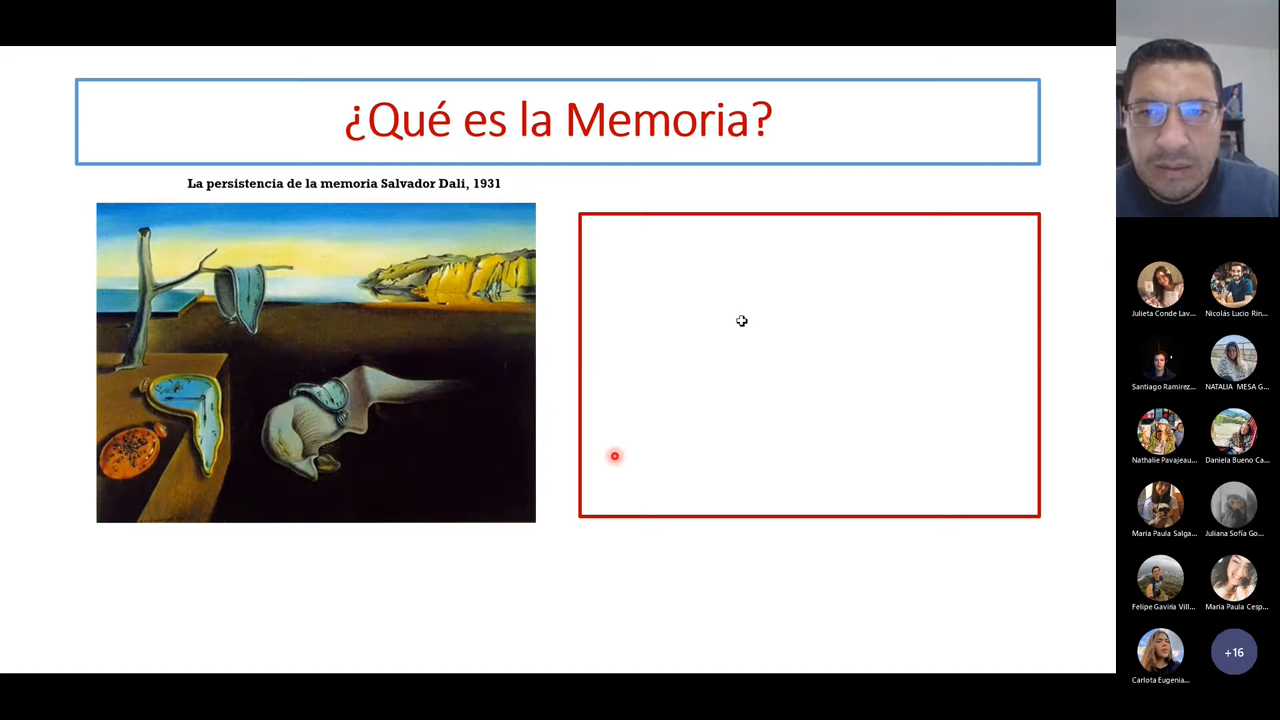 ¿Qué es la Memoria?
La persistencia de la memoria Salvador Dali, 1931
Julieta Conde Lav...
Nicolás Lucio Rin...
Santiago Ramirez...
NATALIA MESA G...
Nathalie Pavajeau...
Daniela Bueno Ca...
Maria Paula Salga...
Juliana Sofía Go...
Felipe Gaviria Vill...
Maria Paula Cesp...
Carlota Eugenia...
+16